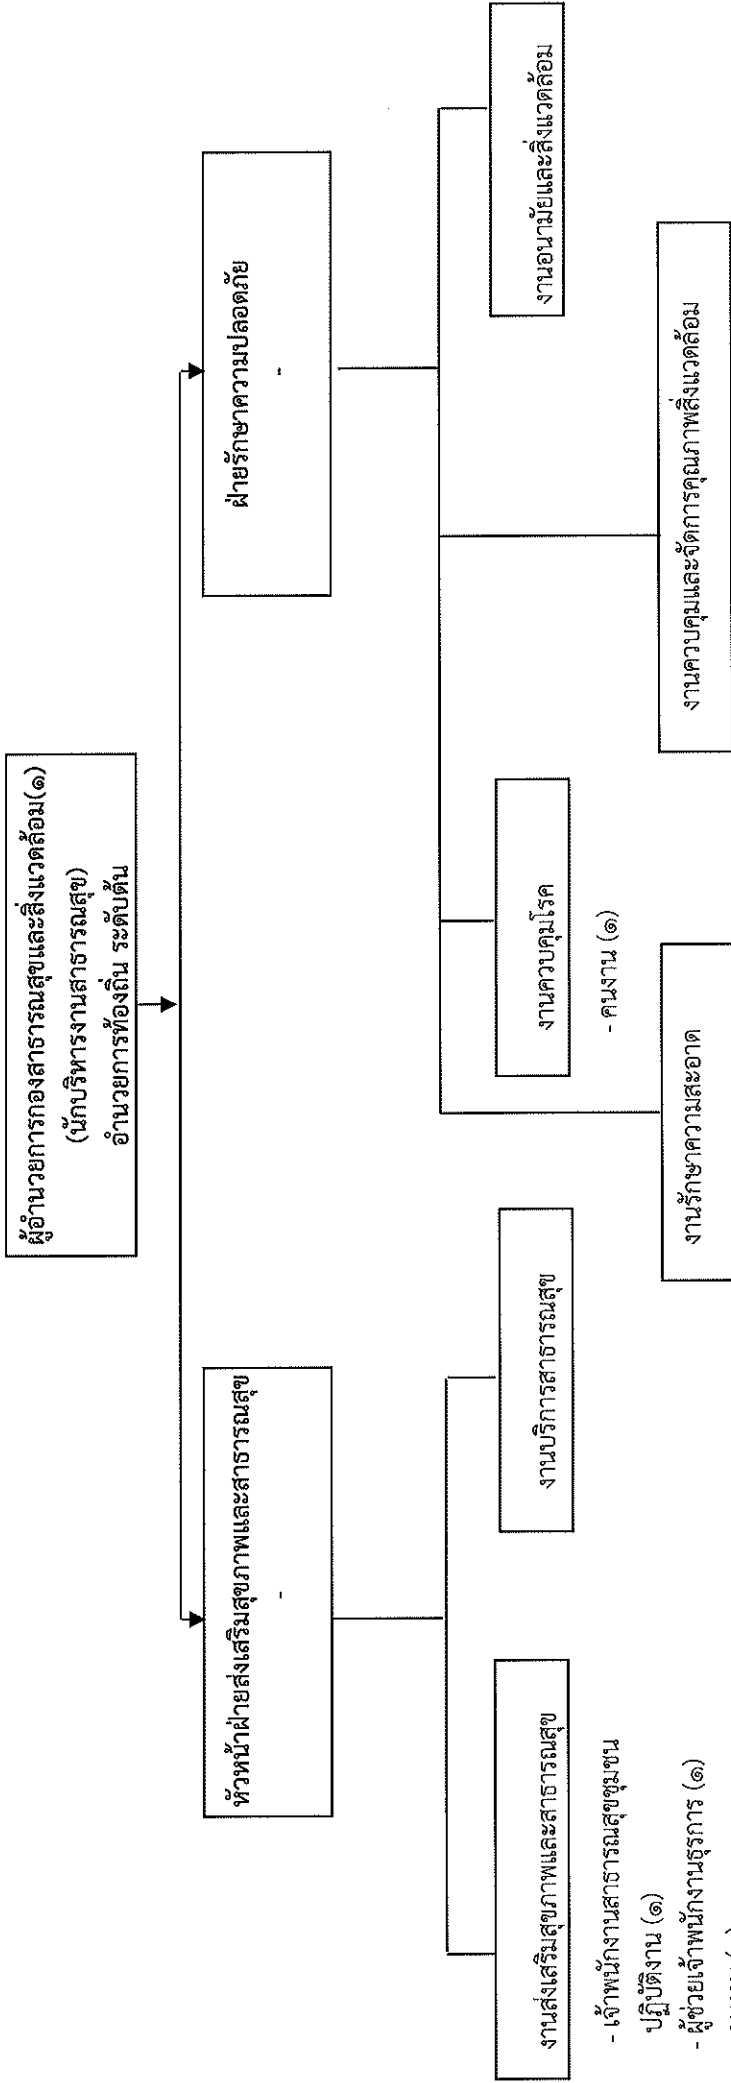 ผู้อำนวยการกองสาธารณสุขและสิ่งแวดล้อม(๑)
(นักบริหารงานสาธารณสุข)
อำนวยการท้องถิ่น ระดับต้น
หัวหน้าฝ่ายส่งเสริมสุขภาพและสาธารณสุข
-
ฝ่ายรักษาความปลอดภัย
-
งานส่งเสริมสุขภาพและสาธารณสุข
- เจ้าพนักงานสาธารณสุขชุมชน
ปฏิบัติงาน (๑)
- ผู้ช่วยเจ้าพนักงานธุรการ (๑)
งานบริการสาธารณสุข
งานรักษาความสะอาด
งานควบคุมโรค
- คนงาน (๑)
งานควบคุมและจัดการคุณภาพสิ่งแวดล้อม
งานอนามัยและสิ่งแวดล้อม